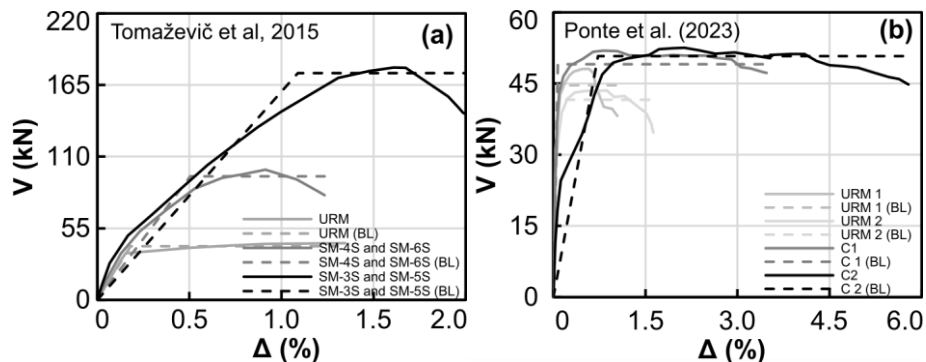 Tomaževič et al, 2015 (a)
220
165
110
55
0
V (kN)
URM
URM (BL)
SM-4S and SM-6S
SM-4S and SM-6S (BL)
SM-3S and SM-5S
SM-3S and SM-5S (BL)
0 0.5 1.0 1.5 2.0
Δ (%)
Ponte et al. (2023) (b)
60
45
30
15
0
V (kN)
URM 1
URM 1 (BL)
URM 2
URM 2 (BL)
C1
C 1 (BL)
C2
C 2 (BL)
0 1.5 3.0 4.5 6.0
Δ (%)